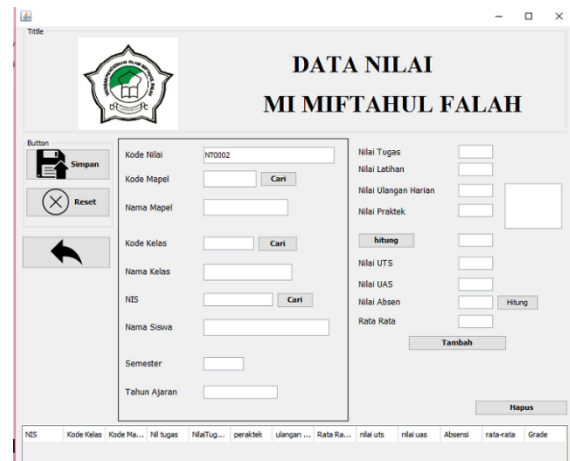 Tittle
DATA NILAI
MI MIFTAHUL FALAH
Button
Simpan
Reset
Kode Nilai NT0002
Kode Mapel Cari
Nama Mapel
Kode Kelas Cari
Nama Kelas
NIS Cari
Nama Siswa
Semester
Tahun Ajaran
Nilai Tugas
Nilai Latihan
Nilai Ulangan Harian
Nilai Praktek
hitung
Nilai UTS
Nilai UAS
Nilai Absen Hitung
Rata Rata
Tambah
Hapus
NIS Kode Kelas Kode Ma... Nil tugas NilaiTug... peraktek ulangan ... Rata Ra... nilai uts nilai uas Absensi rata-rata Grade